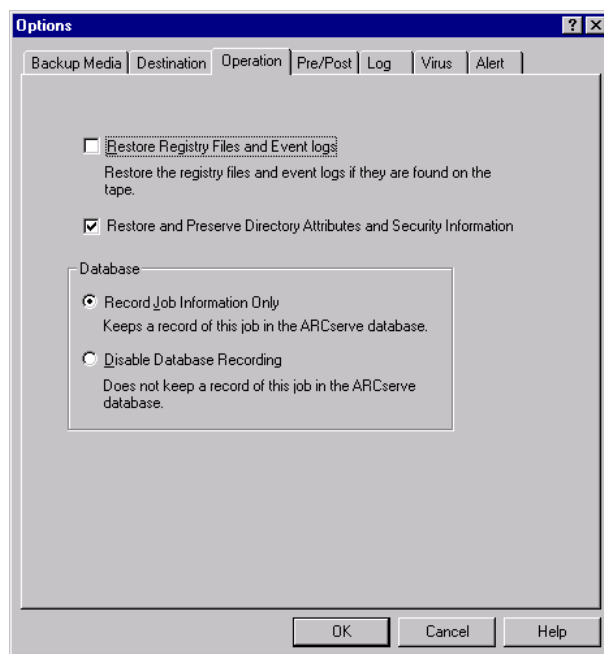 Options
Backup Media Destination Operation Pre/Post Log Virus Alert
Restore Registry Files and Event logs
Restore the registry files and event logs if they are found on the
tape.
Restore and Preserve Directory Attributes and Security Information
Database
Record Job Information Only
Keeps a record of this job in the ARCserve database.
Disable Database Recording
Does not keep a record of this job in the ARCserve
database.
OK Cancel Help